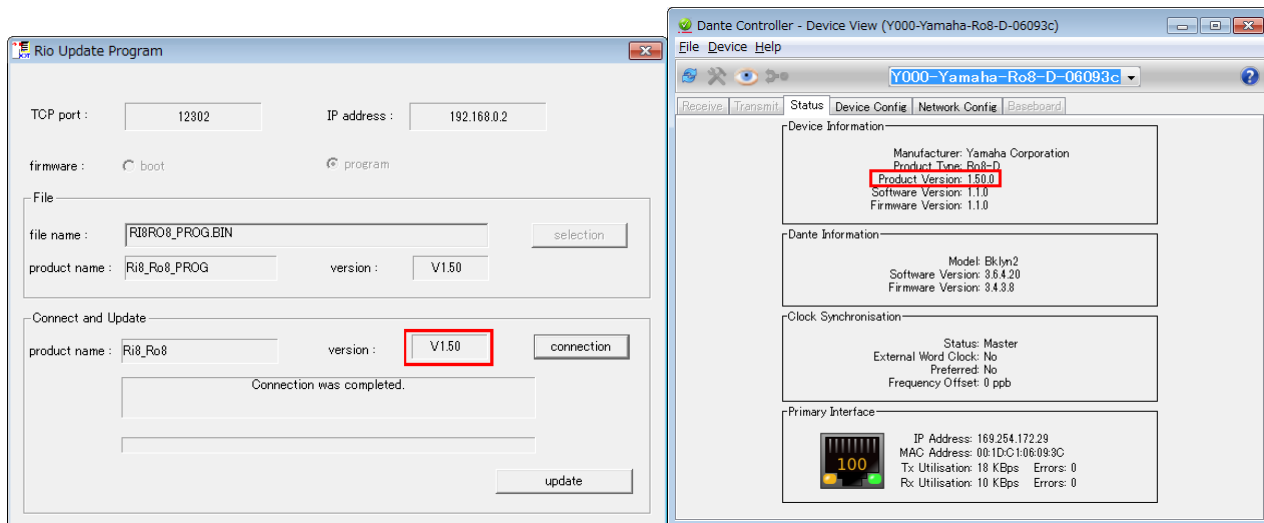 Rio Update Program
TCP port : 12302 IP address : 192.168.0.2
firmware : boot program
File
file name : RI8RO8_PROG.BIN selection
product name : Ri8_Ro8_PROG version : V1.50
Connect and Update
product name : Ri8_Ro8 version : V1.50 connection
Connection was completed.
update
Dante Controller - Device View (Y000-Yamaha-Ro8-D-06093c)
File Device Help
Y000-Yamaha-Ro8-D-06093c
Receive Transmit Status Device Config Network Config Baseboard
Device Information
Manufacturer: Yamaha Corporation
Product Type: Ro8-D
Product Version: 1.50.0
Software Version: 1.1.0
Firmware Version: 1.1.0
Dante Information
Model: Bklyn2
Software Version: 3.6.4.20
Firmware Version: 3.4.3.8
Clock Synchronisation
Status: Master
External Word Clock: No
Preferred: No
Frequency Offset: 0 ppb
Primary Interface
100
IP Address: 169.254.172.29
MAC Address: 00:1D:C1:06:09:3C
Tx Utilisation: 18 KBps Errors: 0
Rx Utilisation: 10 KBps Errors: 0